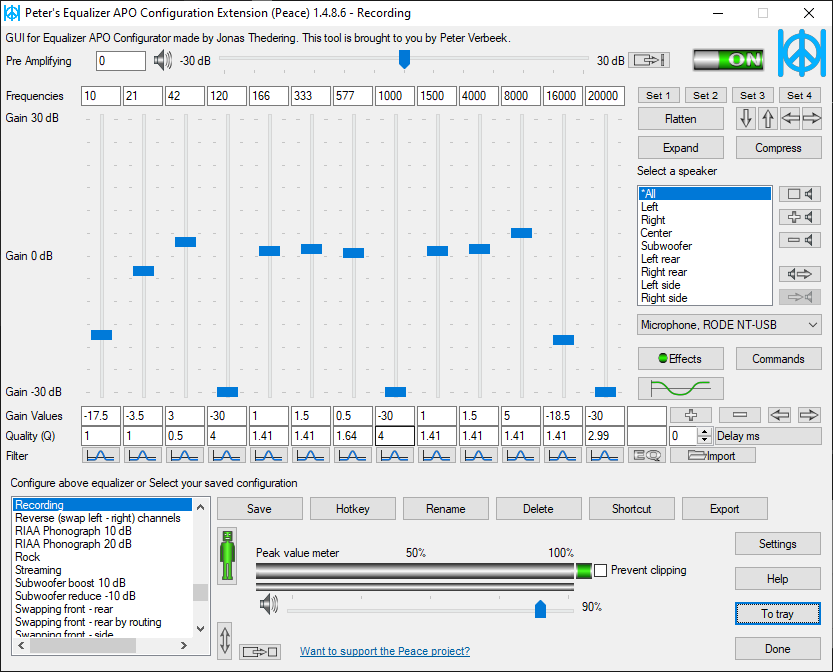 Peter's Equalizer APO Configuration Extension (Peace) 1.4.8.6 - Recording
GUI for Equalizer APO Configurator made by Jonas Thedering. This tool is brought to you by Peter Verbeek.
Pre Amplifying 0 -30 dB 30 dB ON
Frequencies 10 21 42 120 166 333 577 1000 1500 4000 8000 16000 20000 Set 1 Set 2 Set 3 Set 4
Gain 30 dB Flatten
Expand Compress
Select a speaker
*All
Left
Right
Center
Subwoofer
Left rear
Right rear
Left side
Right side
Gain 0 dB
Microphone, RODE NT-USB
Effects Commands
Gain -30 dB
Gain Values -17.5 -3.5 3 -30 1 1.5 0.5 -30 1 1.5 5 -18.5 -30
Quality (Q) 1 1 0.5 4 1.41 1.41 1.64 4 1.41 1.41 1.41 1.41 2.99 0 Delay ms
Filter EQ Import
Configure above equalizer or Select your saved configuration
Recording
Reverse (swap left - right) channels
RIAA Phonograph 10 dB
RIAA Phonograph 20 dB
Rock
Streaming
Subwoofer boost 10 dB
Subwoofer reduce -10 dB
Swapping front - rear
Swapping front - rear by routing
Swapping front - side
Save Hotkey Rename Delete Shortcut Export
Peak value meter 50% 100%
Prevent clipping
90%
Want to support the Peace project?
Settings
Help
To tray
Done